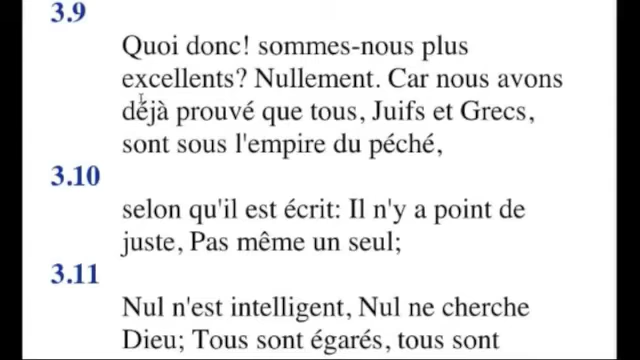 3.9
Quoi donc! sommes-nous plus
excellents? Nullement. Car nous avons
déjà prouvé que tous, Juifs et Grecs,
sont sous l'empire du péché,
3.10
selon qu'il est écrit: Il n'y a point de
juste, Pas même un seul;
3.11
Nul n'est intelligent, Nul ne cherche
Dieu; Tous sont égarés, tous sont